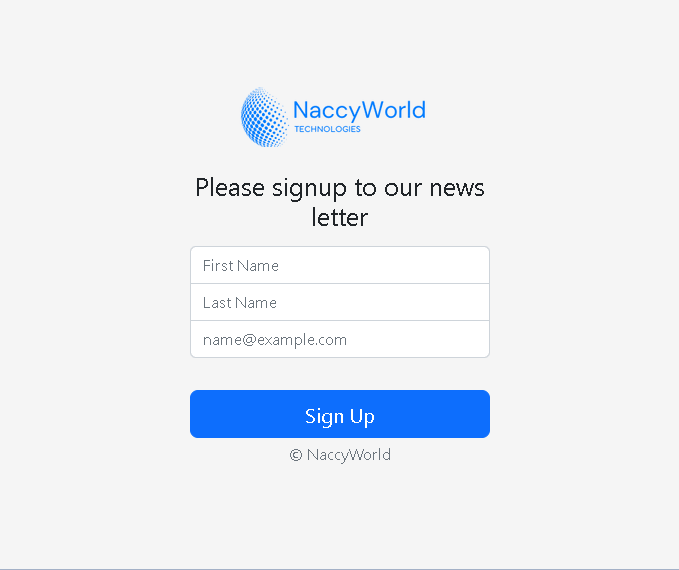 NaccyWorld
TECHNOLOGIES
Please signup to our news
letter
First Name
Last Name
name@example.com
Sign Up
© NaccyWorld